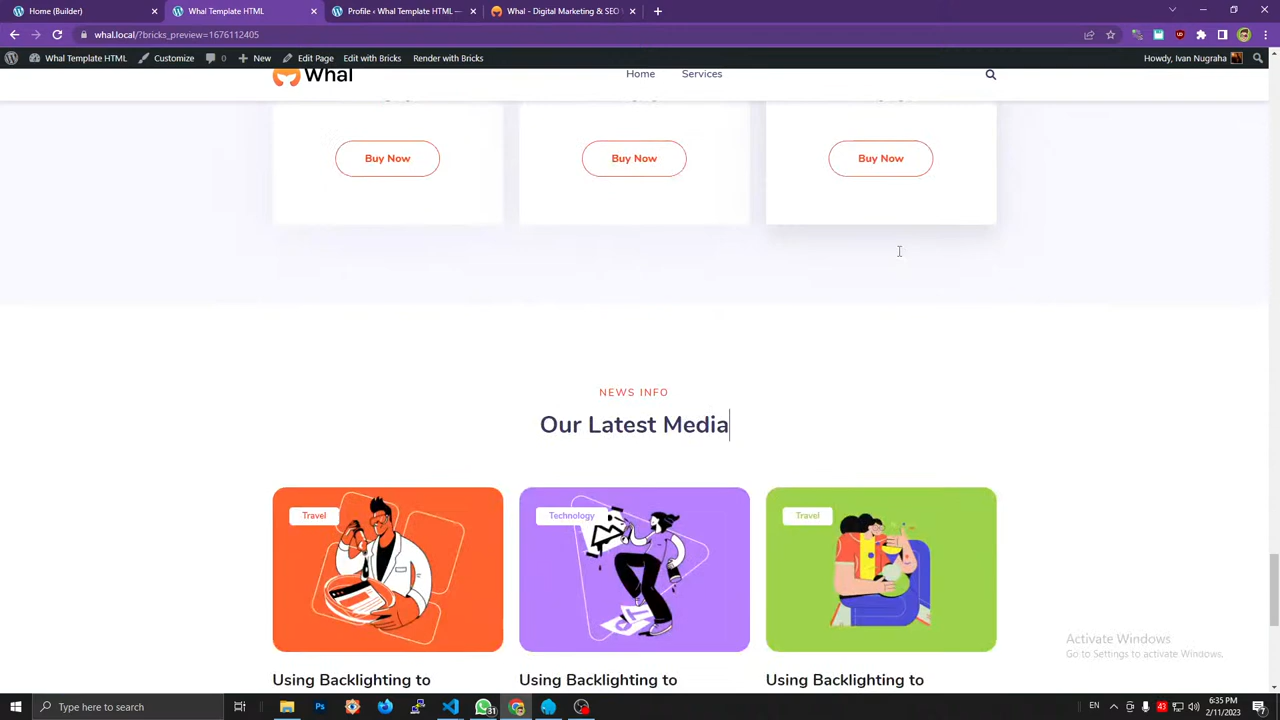 Home (Builder)
Whal Template HTML
Profile HTML —
Whal - Digital Marketing & SEO
whal.local/?bricks_preview=1676112405
Whal Template HTML
Customize
0
New
Edit Page
Edit with Bricks
Render with Bricks
Howdy, Ivan Nugraha
Whal
Home
Services
Buy Now
Buy Now
Buy Now
NEWS INFO
Our Latest Media
Travel
Technology
Travel
Using Backlighting to
Using Backlighting to
Using Backlighting to
Activate Windows
Go to Settings to activate Windows.
Type here to search
31
EN
43
6:35 PM
2/11/2023